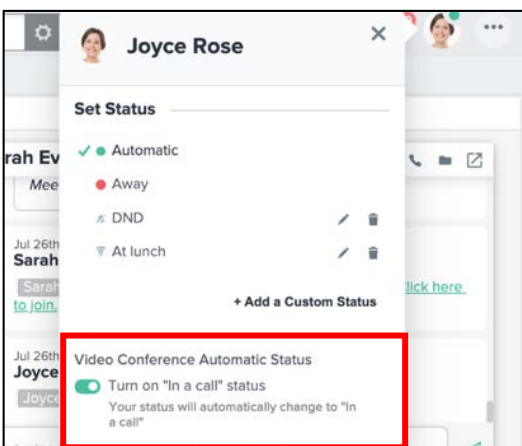 Joyce Rose
Set Status
Automatic
Away
DND
At lunch
+ Add a Custom Status
Video Conference Automatic Status
Turn on "In a call" status
Your status will automatically change to "In
a call"
rah Ev
Mee
Jul 26th
Sarah
Sarah
lick here
to join.
Jul 26th
Joyce
Joyce